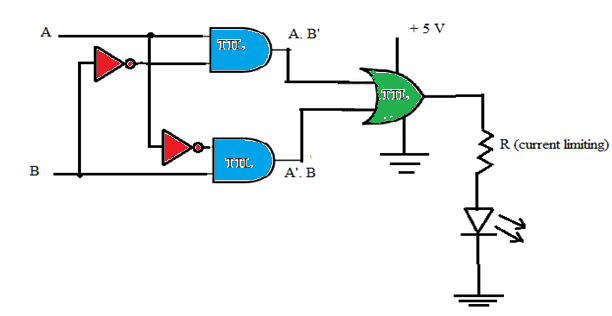 A
TTL
A. B'
+ 5 V
TTL
R (current limiting)
B
TTL
A'. B